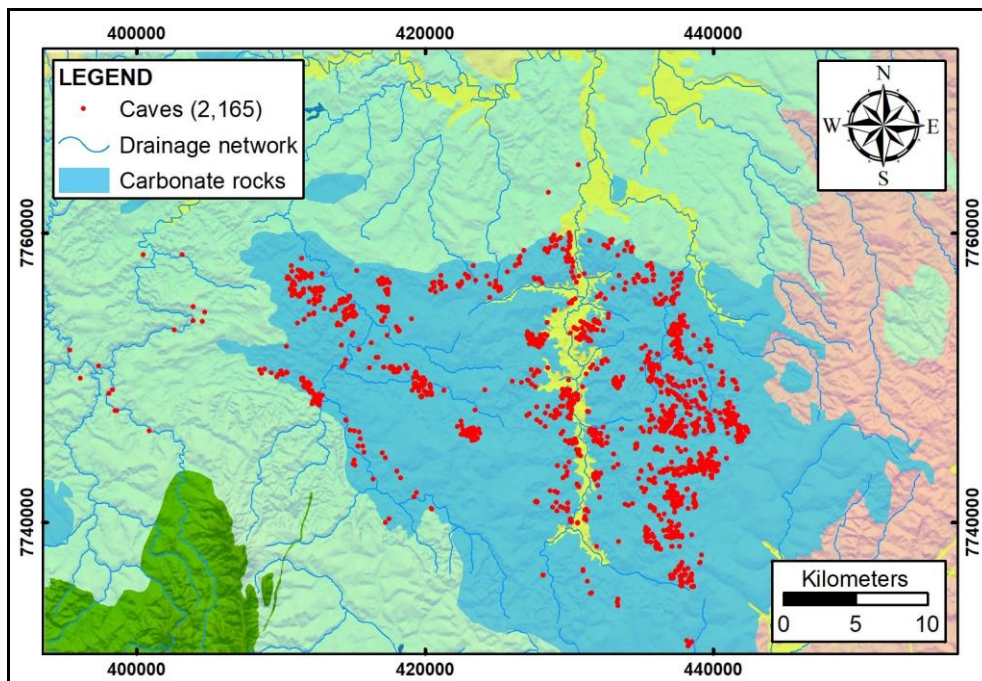 400000 420000 440000
LEGEND
Caves (2,165)
Drainage network
Carbonate rocks
N
W E
S
7760000 7760000
7740000 7740000
Kilometers
0 5 10
400000 420000 440000